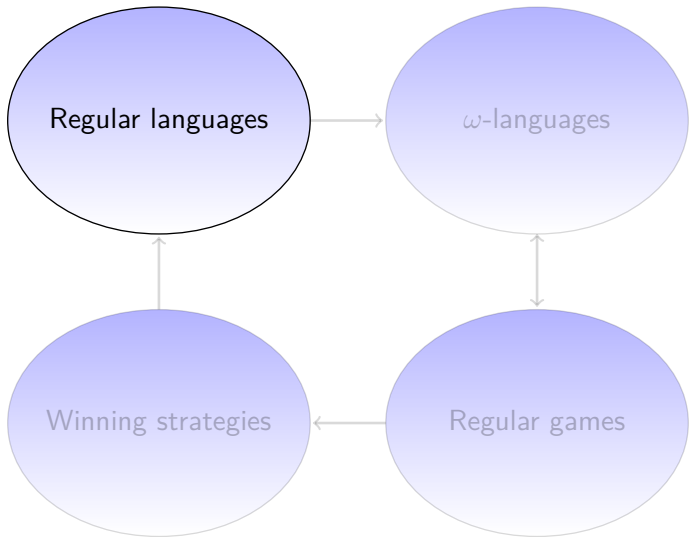 Regular languages
ω-languages
Winning strategies
Regular games